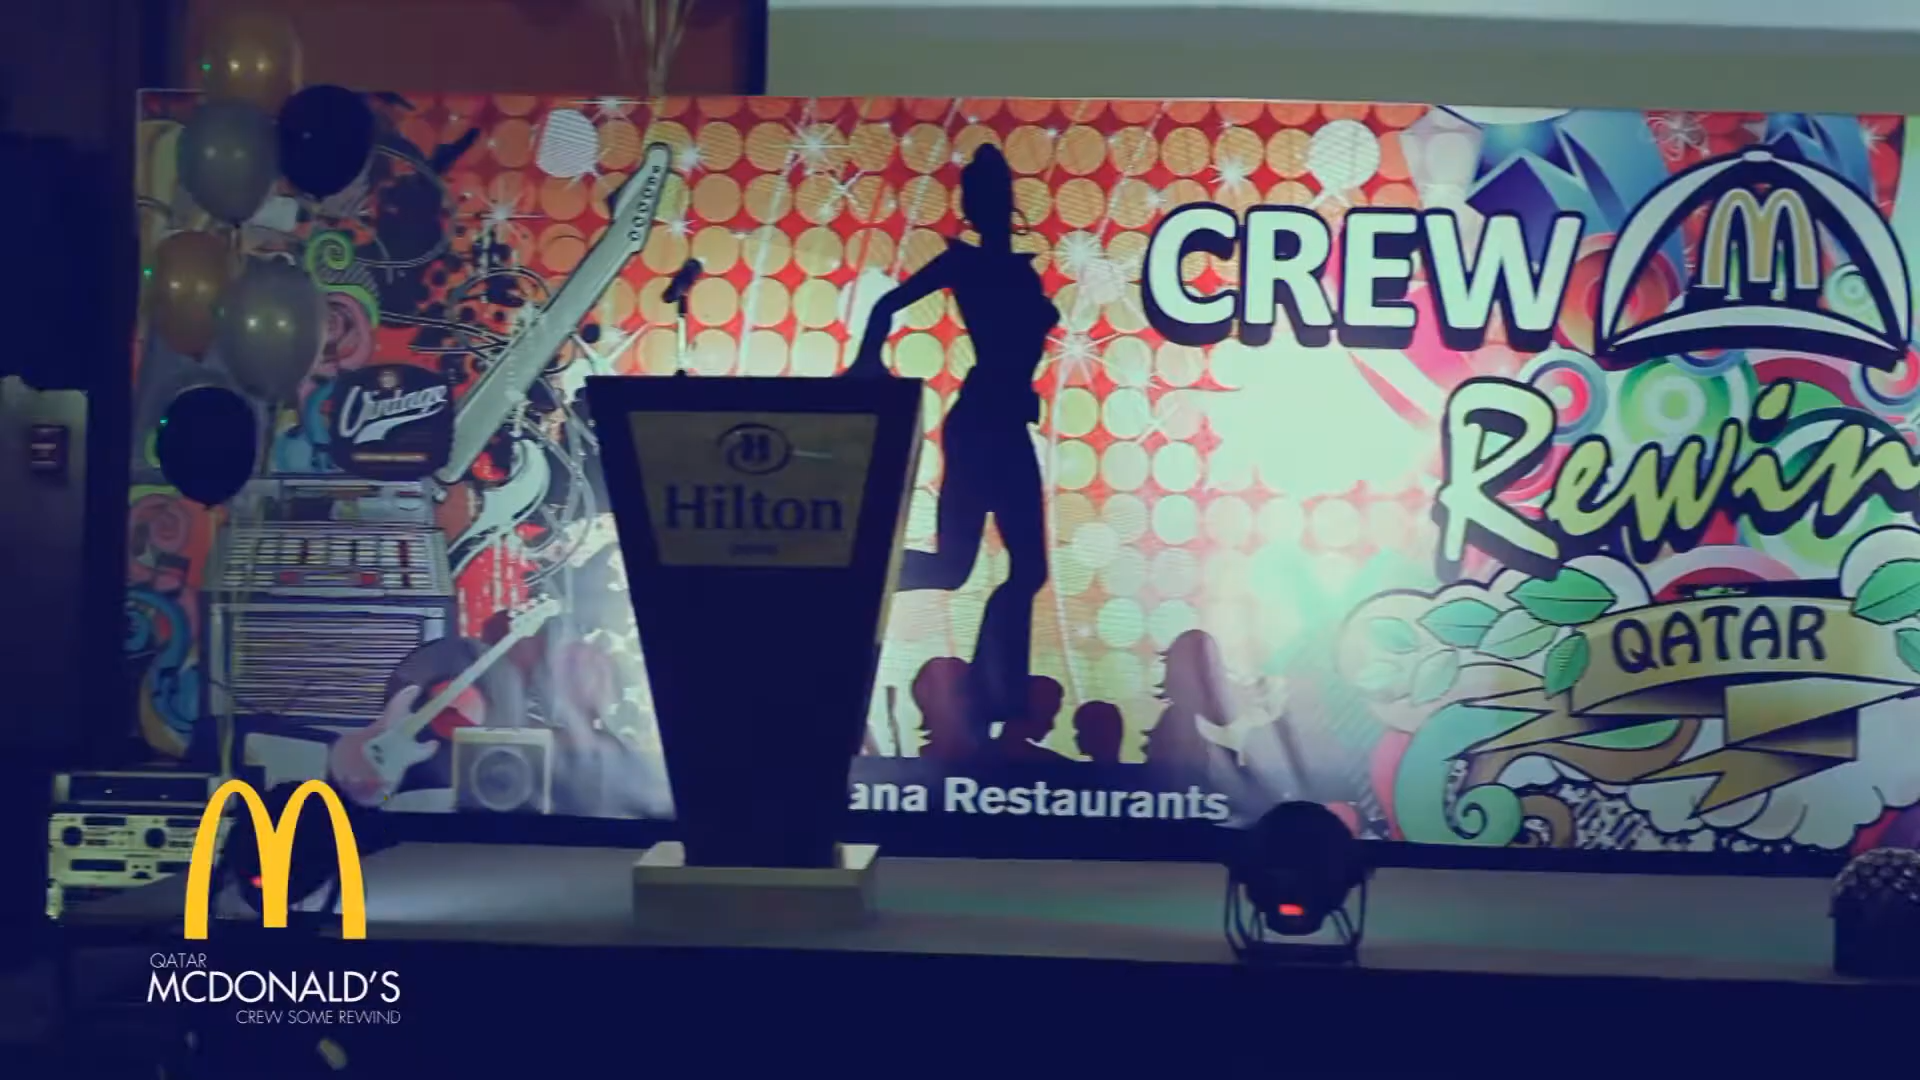 CREW
M
Rewin
Vintage
Hilton
QATAR
ana Restaurants
QATAR
MCDONALD'S
CREW SOME REWIND